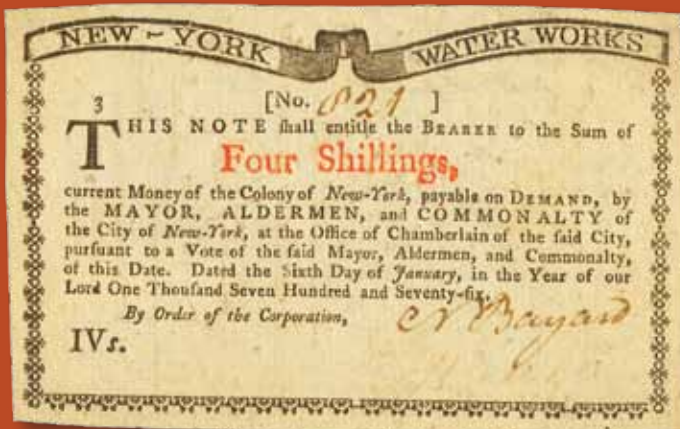 NEW-YORK WATER WORKS
3
[No. 821 ]
THIS NOTE ſhall entitle the BEARER to the Sum of
Four Shillings,
current Money of the Colony of New-York, payable on DEMAND, by
the MAYOR, ALDERMEN, and COMMONALTY of
the City of New-York, at the Office of Chamberlain of the ſaid City,
purſuant to a Vote of the ſaid Mayor, Aldermen, and Commonalty,
of this Date. Dated the Sixth Day of January, in the Year of our
Lord One Thouſand Seven Hundred and Seventy-ſix.
By Order of the Corporation,
N Bayard
IVs.